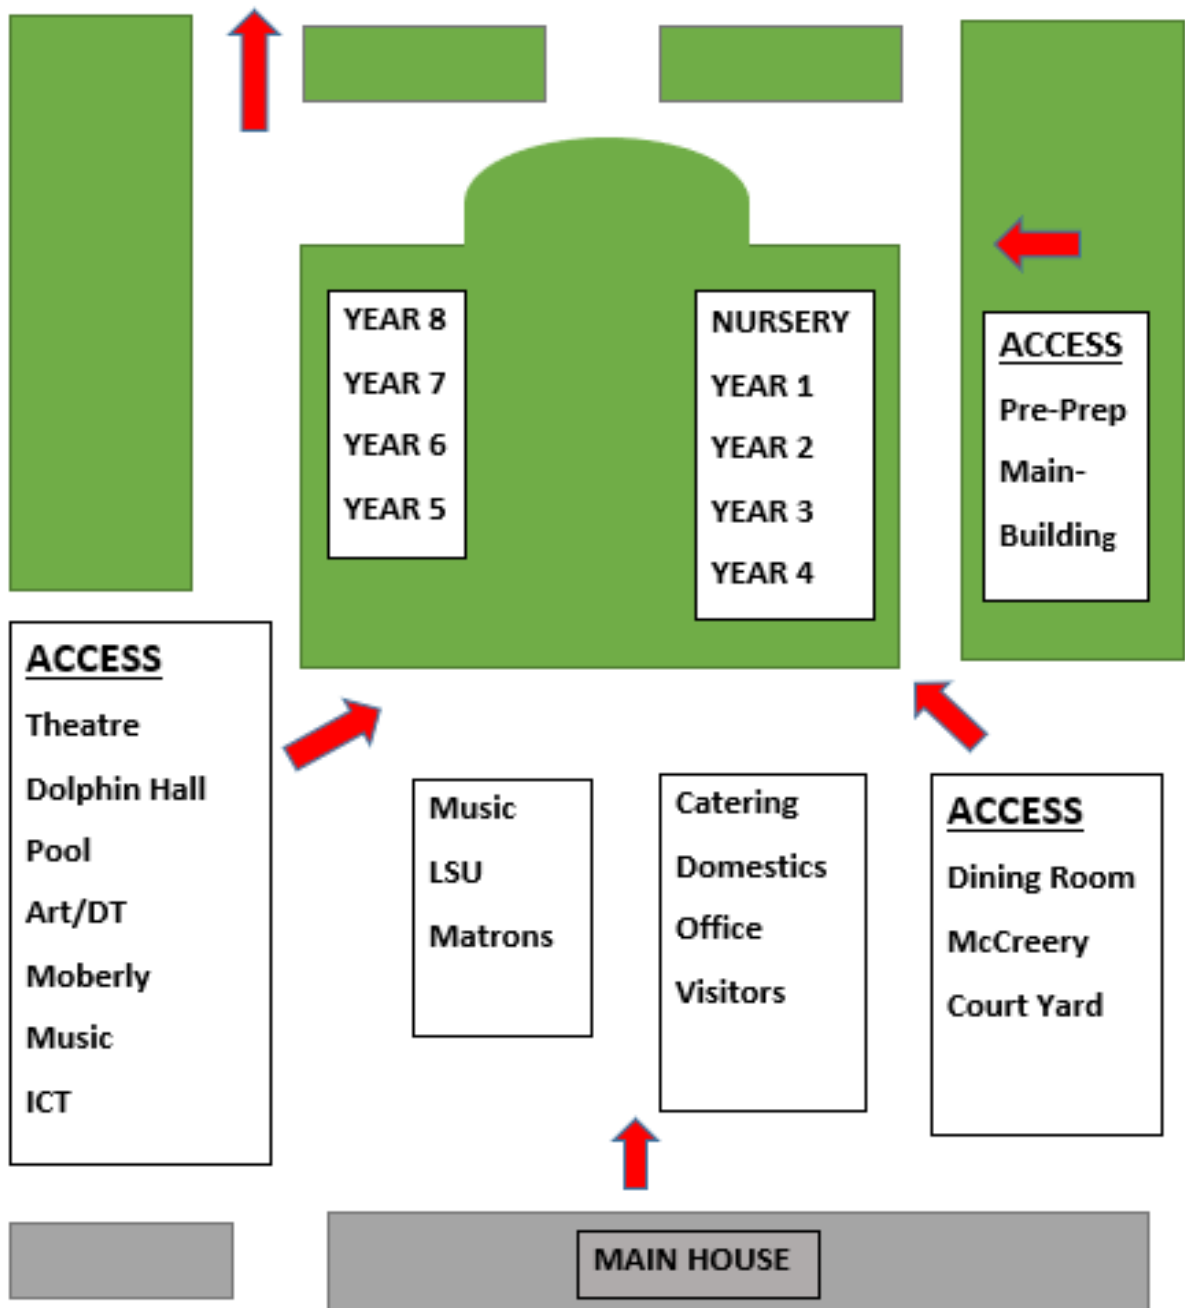 YEAR 8
YEAR 7
YEAR 6
YEAR 5
NURSERY
YEAR 1
YEAR 2
YEAR 3
YEAR 4
ACCESS
Pre-Prep
Main-
Building
ACCESS
Theatre
Dolphin Hall
Pool
Art/DT
Moberly
Music
ICT
Music
LSU
Matrons
Catering
Domestics
Office
Visitors
ACCESS
Dining Room
McCreery
Court Yard
MAIN HOUSE